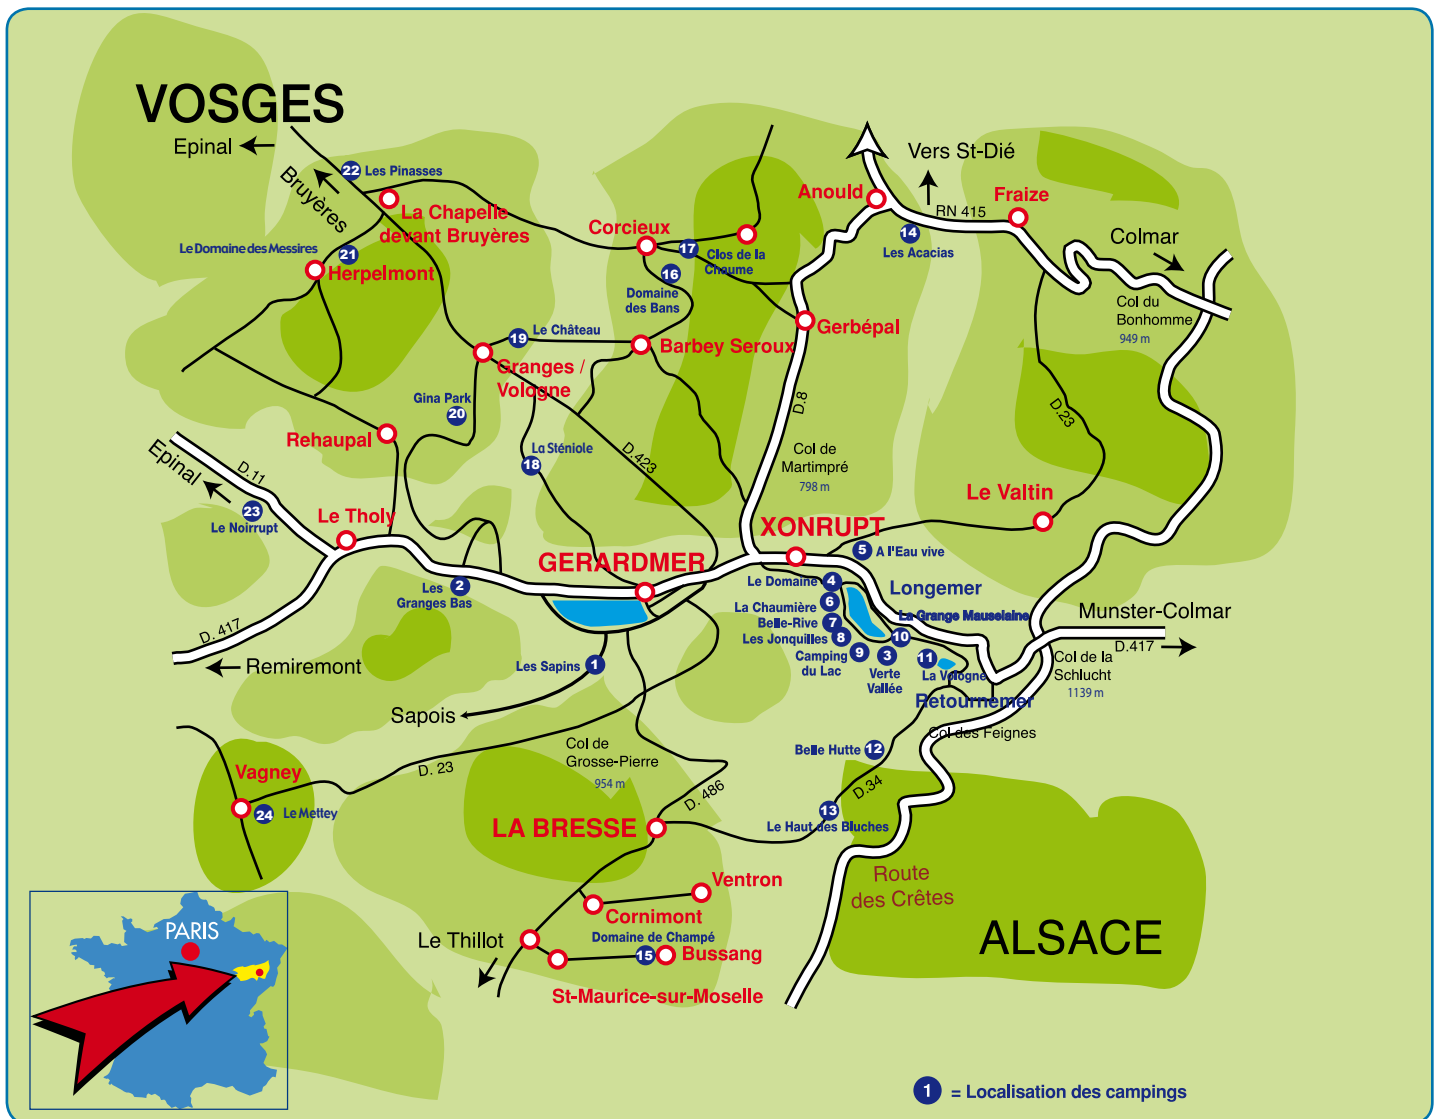 VOSGES
Epinal
Bruyères
22 Les Pinasses
La Chapelle
devant Bruyères
Le Domaine des Messires
21
Herpelmont
Corcieux
17
Clos de la
Chaume
16
Domaine
des Bans
Anould
Vers St-Dié
RN 415
Fraize
14
Les Acacias
Colmar
Col du
Bonhomme
949 m
Gerbépal
19
Le Château
Barbey Seroux
Granges /
Vologne
Gina Park
20
D.8
D.23
Rehaupal
La Sténiole
18
D.423
Col de
Martimpré
798 m
Epinal
D.11
23
Le Noirrupt
Le Tholy
Le Valtin
XONRUPT
5 A l'Eau vive
GERARDMER
Les
Granges Bas
2
Le Domaine 4
Longemer
La Chaumière 6
La Grange Mauselaine
Belle-Rive 7
Les Jonquilles 8
10
Camping
du Lac
9
3
Verte
Vallée
11
La Vologne
Retournemer
Munster-Colmar
D.417
Col de la
Schlucht
1139 m
D. 417
Remiremont
Les Sapins 1
Sapois
Col des Feignes
Belle Hutte 12
Col de
Grosse-Pierre
954 m
D. 23
D. 486
D.34
Vagney
24 Le Mettey
13
Le Haut des Bluches
LA BRESSE
Route
des Crêtes
ALSACE
Ventron
Cornimont
Le Thillot
Domaine de Champé
15
Bussang
St-Maurice-sur-Moselle
PARIS
1 = Localisation des campings